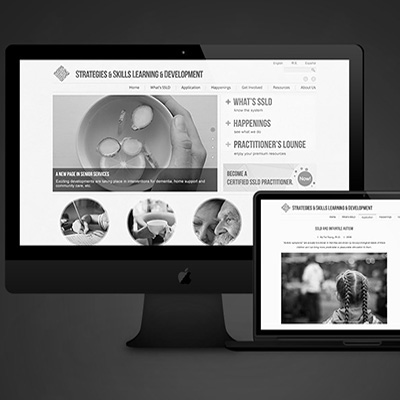 English
Español
STRATEGIES & SKILLS LEARNING & DEVELOPMENT
Home What's SSLD Application Happenings Get Involved Resources About Us
WHAT'S SSLD
know the system
HAPPENINGS
see what we do
PRACTITIONER'S LOUNGE
enjoy your premium resources
A NEW PAGE IN SENIOR SERVICES
Exciting developments are taking place in interventions for dementia, home support and
community care, etc.
BECOME A
CERTIFIED SSLD PRACTITIONER.
New!
STRATEGIES & SKILLS LEARNING & DEVELOPMENT
SSLD AND INFANTILE AUTISM